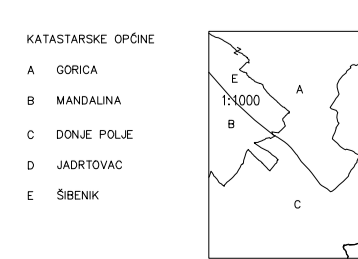 KATASTARSKE OPĆINE
A GORICA
B MANDALINA
C DONJE POLJE
D JADRTOVAC
E ŠIBENIK
E
A
1:1000
B
C